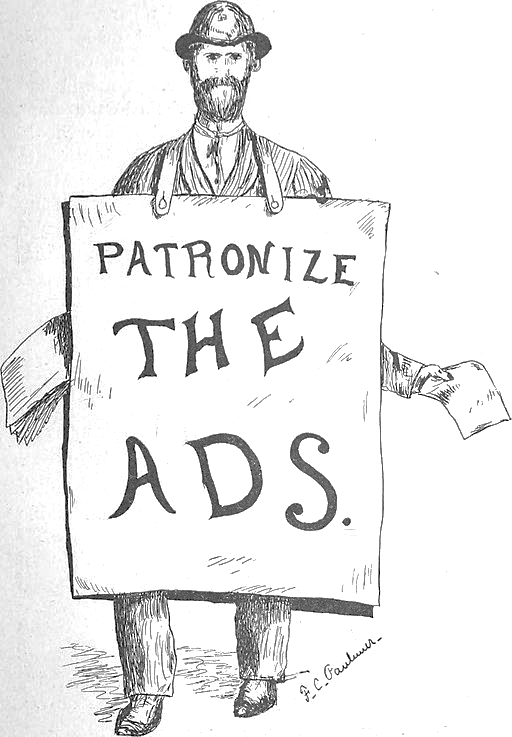 PATRONIZE
THE
ADS.
F. C.